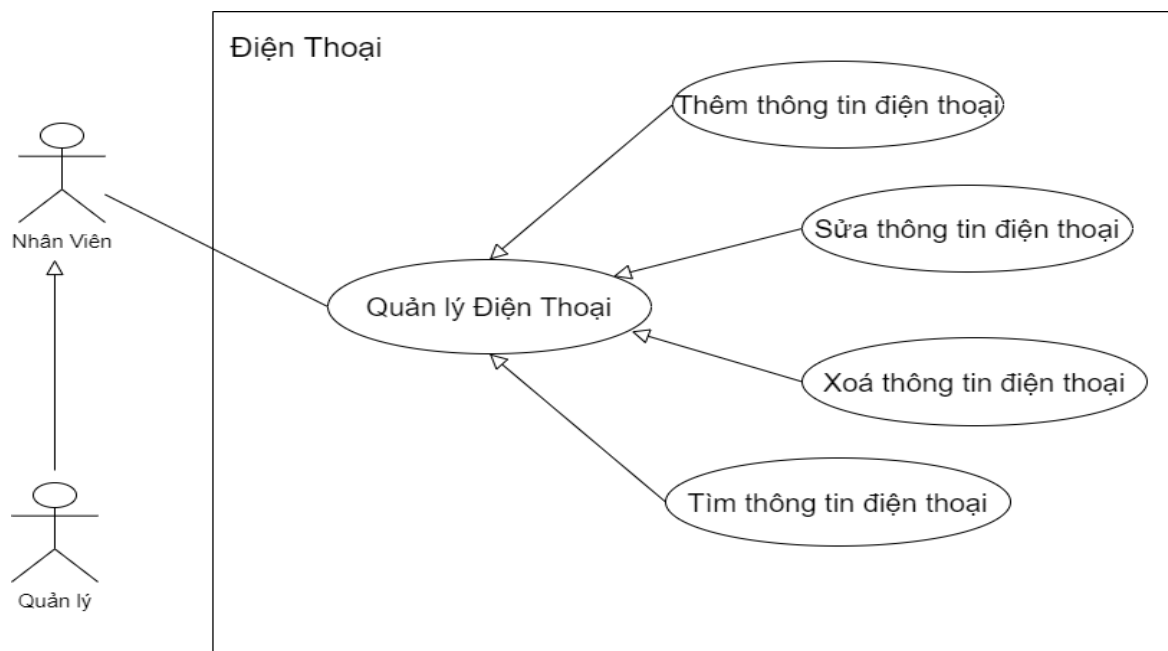 Điện Thoại
Thêm thông tin điện thoại
Nhân Viên
Sửa thông tin điện thoại
Quản lý Điện Thoại
Xoá thông tin điện thoại
Tìm thông tin điện thoại
Quản lý